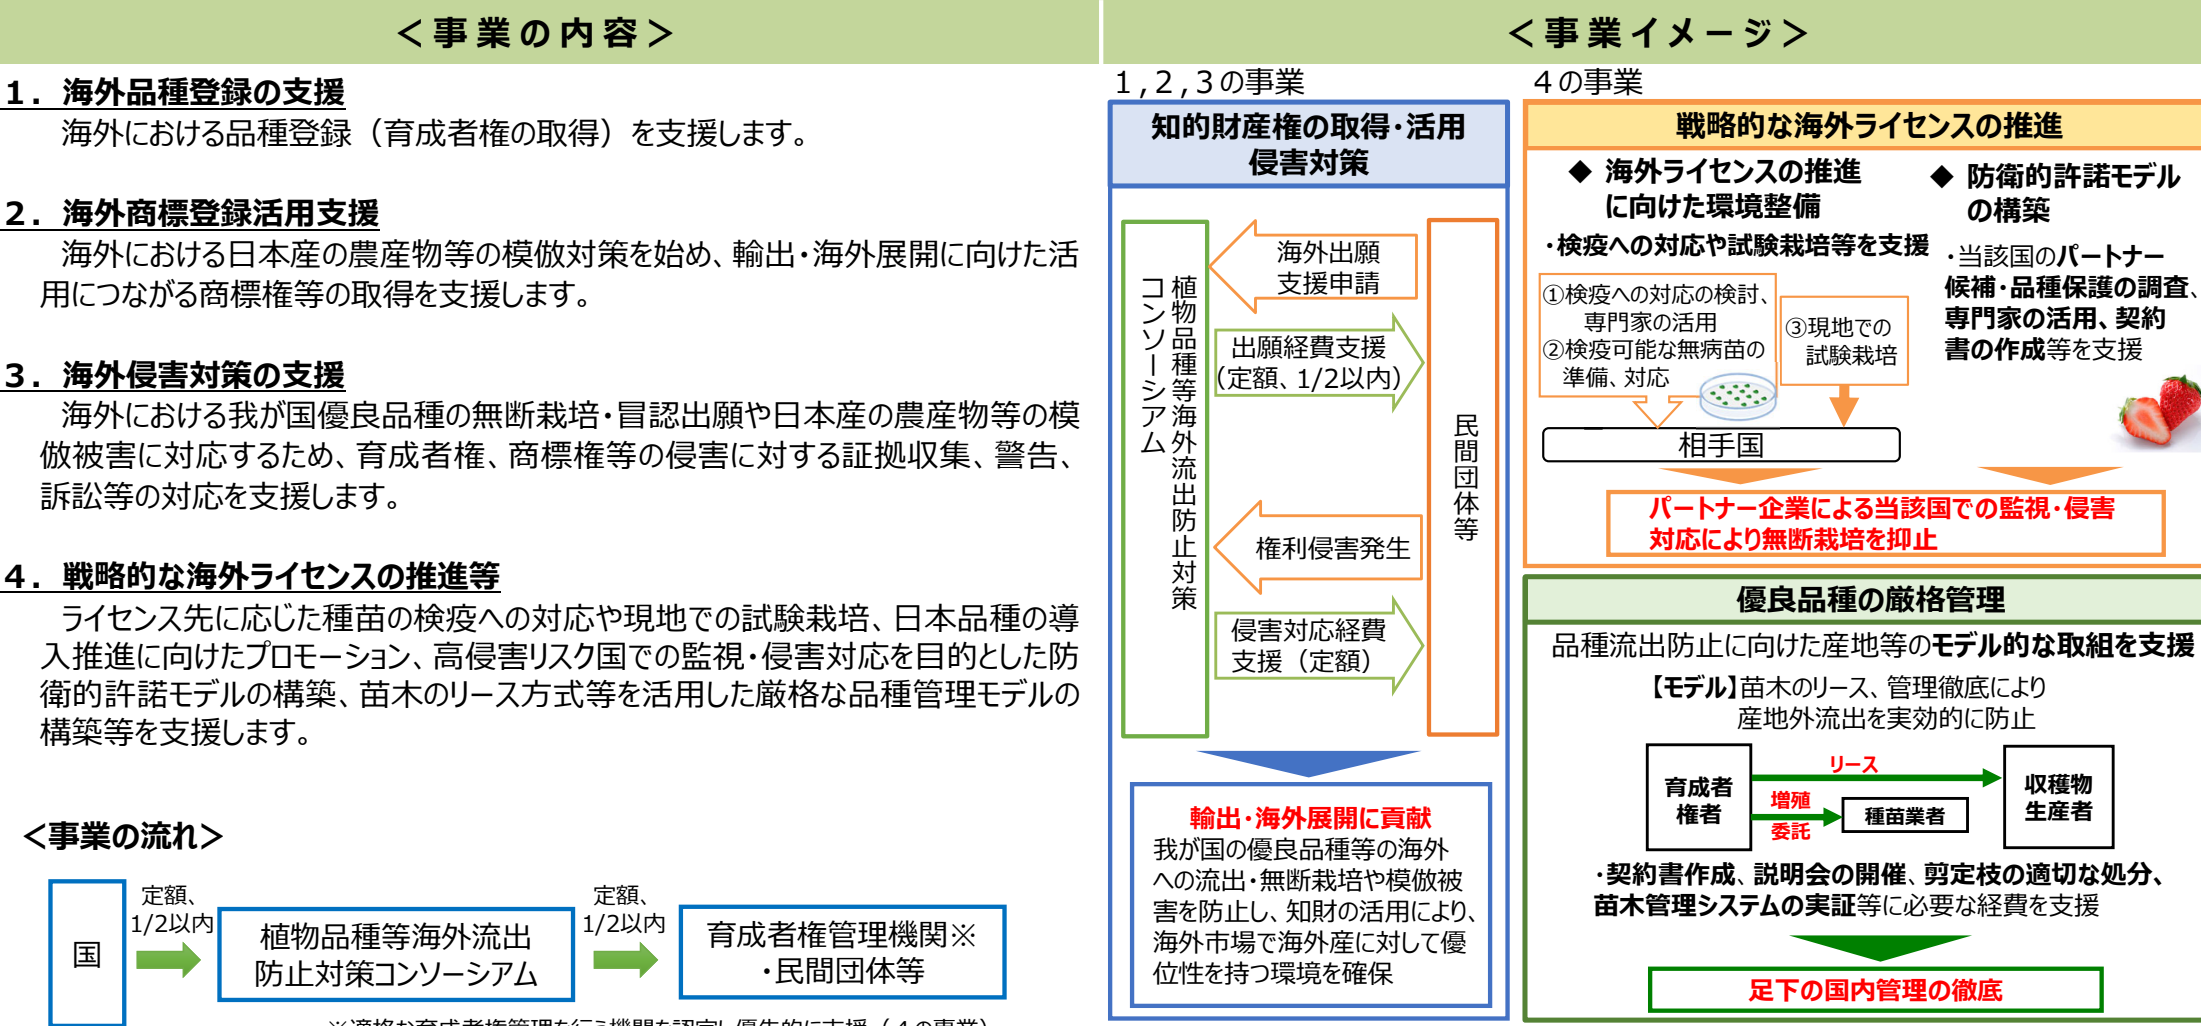 ＜事業の内容＞
１．海外品種登録の支援
海外における品種登録（育成者権の取得）を支援します。
２．海外商標登録活用支援
海外における日本産の農産物等の模倣対策を始め、輸出・海外展開に向けた活
用につながる商標権等の取得を支援します。
３．海外侵害対策の支援
海外における我が国優良品種の無断栽培・冒認出願や日本産の農産物等の模
倣被害に対応するため、育成者権、商標権等の侵害に対する証拠収集、警告、
訴訟等の対応を支援します。
４．戦略的な海外ライセンスの推進等
ライセンス先に応じた種苗の検疫への対応や現地での試験栽培、日本品種の導
入推進に向けたプロモーション、高侵害リスク国での監視・侵害対応を目的とした防
衛的許諾モデルの構築、苗木のリース方式等を活用した厳格な品種管理モデルの
構築等を支援します。
＜事業の流れ＞
国
定額、
1/2以内
植物品種等海外流出
防止対策コンソーシアム
定額、
1/2以内
育成者権管理機関※
・民間団体等
※適格な育成者権管理を行う機関を認定し優先的に支援（４の事業）
＜事業イメージ＞
１,２,３の事業
知的財産権の取得・活用
侵害対策
植物品種等海外流出防止対策
コンソーシアム
海外出願
支援申請
出願経費支援
（定額、1/2以内）
権利侵害発生
侵害対応経費
支援（定額）
民間団体等
輸出・海外展開に貢献
我が国の優良品種等の海外
への流出・無断栽培や模倣被
害を防止し、知財の活用により、
海外市場で海外産に対して優
位性を持つ環境を確保
４の事業
戦略的な海外ライセンスの推進
◆ 海外ライセンスの推進
に向けた環境整備
・検疫への対応や試験栽培等を支援
①検疫への対応の検討、
専門家の活用
②検疫可能な無病苗の
準備、対応
③現地での
試験栽培
相手国
◆ 防衛的許諾モデル
の構築
・当該国のパートナー
候補・品種保護の調査、
専門家の活用、契約
書の作成等を支援
パートナー企業による当該国での監視・侵害
対応により無断栽培を抑止
優良品種の厳格管理
品種流出防止に向けた産地等のモデル的な取組を支援
【モデル】苗木のリース、管理徹底により
産地外流出を実効的に防止
育成者
権者
リース
増殖
委託
種苗業者
収穫物
生産者
・契約書作成、説明会の開催、剪定枝の適切な処分、
苗木管理システムの実証等に必要な経費を支援
足下の国内管理の徹底